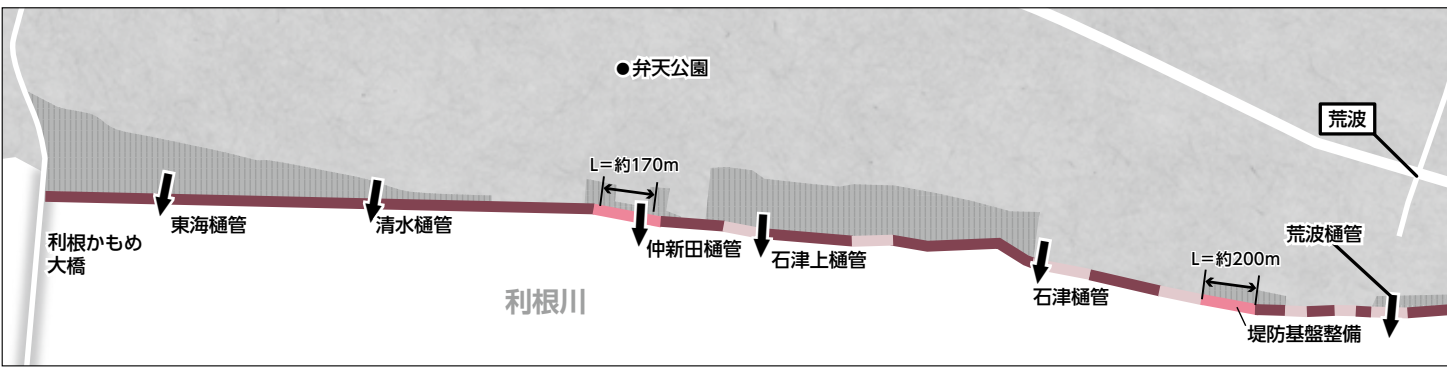 ●弁天公園
荒波
L=約170m
東海樋管
清水樋管
仲新田樋管
石津上樋管
利根かもめ
大橋
荒波樋管
L=約200m
石津樋管
利根川
堤防基盤整備